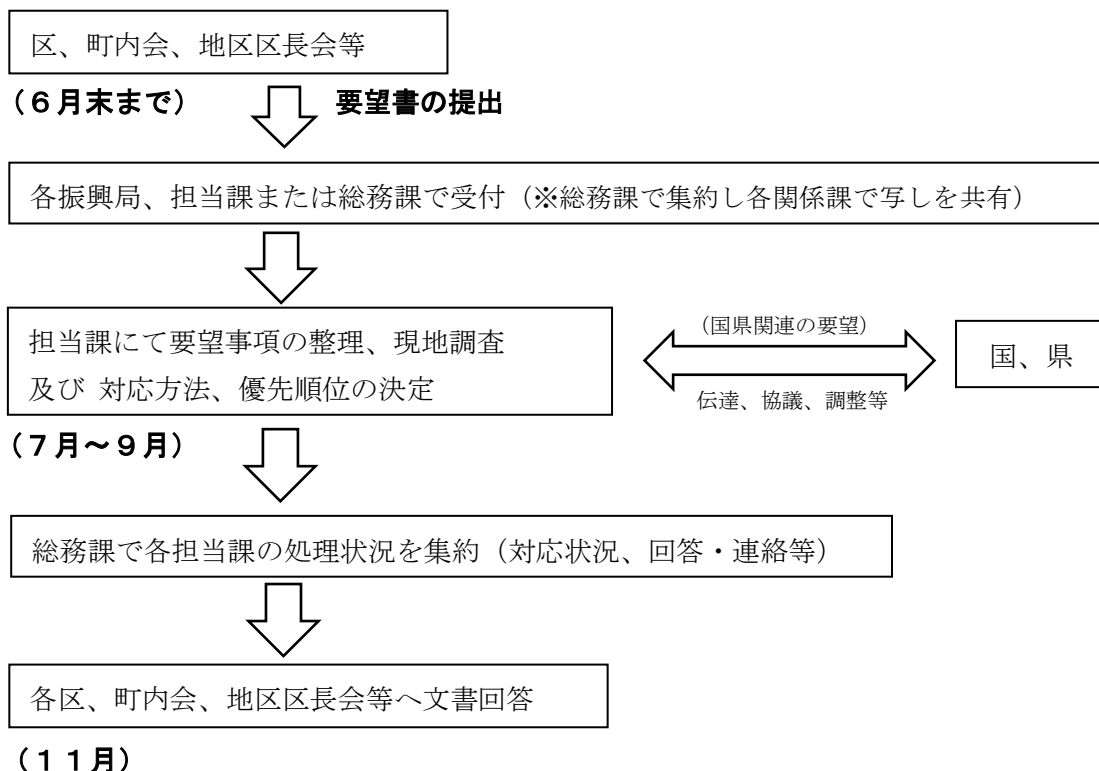 区、町内会、地区区長会等
(6月末まで) 要望書の提出
各振興局、担当課または総務課で受付（※総務課で集約し各関係課で写しを共有）
担当課にて要望事項の整理、現地調査
及び 対応方法、優先順位の決定
(国県関連の要望)
伝達、協議、調整等
国、県
(7月～9月)
総務課で各担当課の処理状況を集約（対応状況、回答・連絡等）
各区、町内会、地区区長会等へ文書回答
(11月)